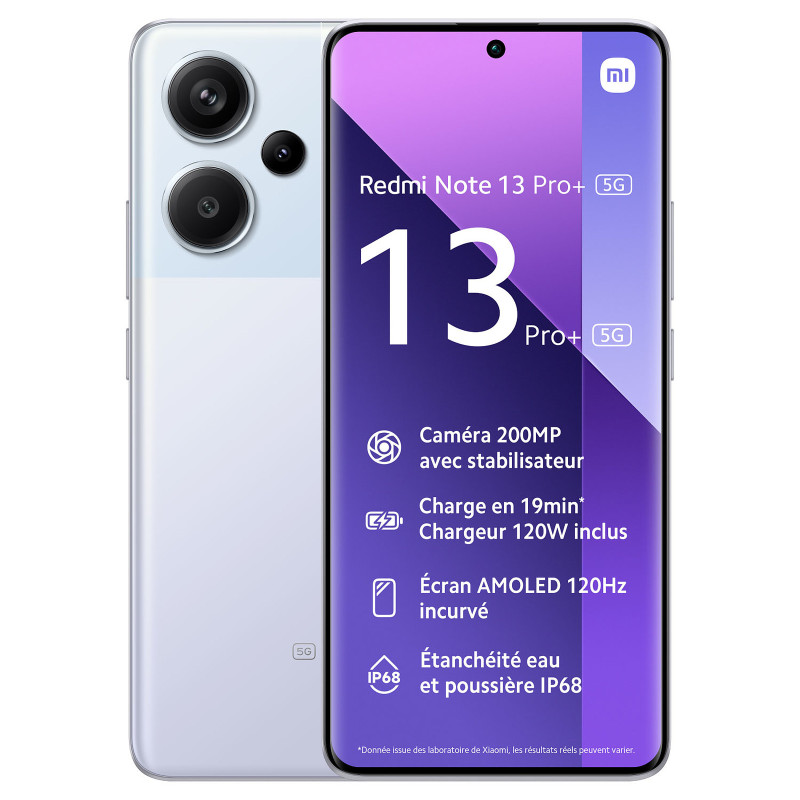 mi
Redmi Note 13 Pro+ 5G
13
Pro+ 5G
Caméra 200MP
avec stabilisateur
Charge en 19min*
Chargeur 120W inclus
Écran AMOLED 120Hz
incurvé
IP68
Étanchéité eau
et poussière IP68
5G
*Donnée issue des laboratoire de Xiaomi, les résultats réels peuvent varier.